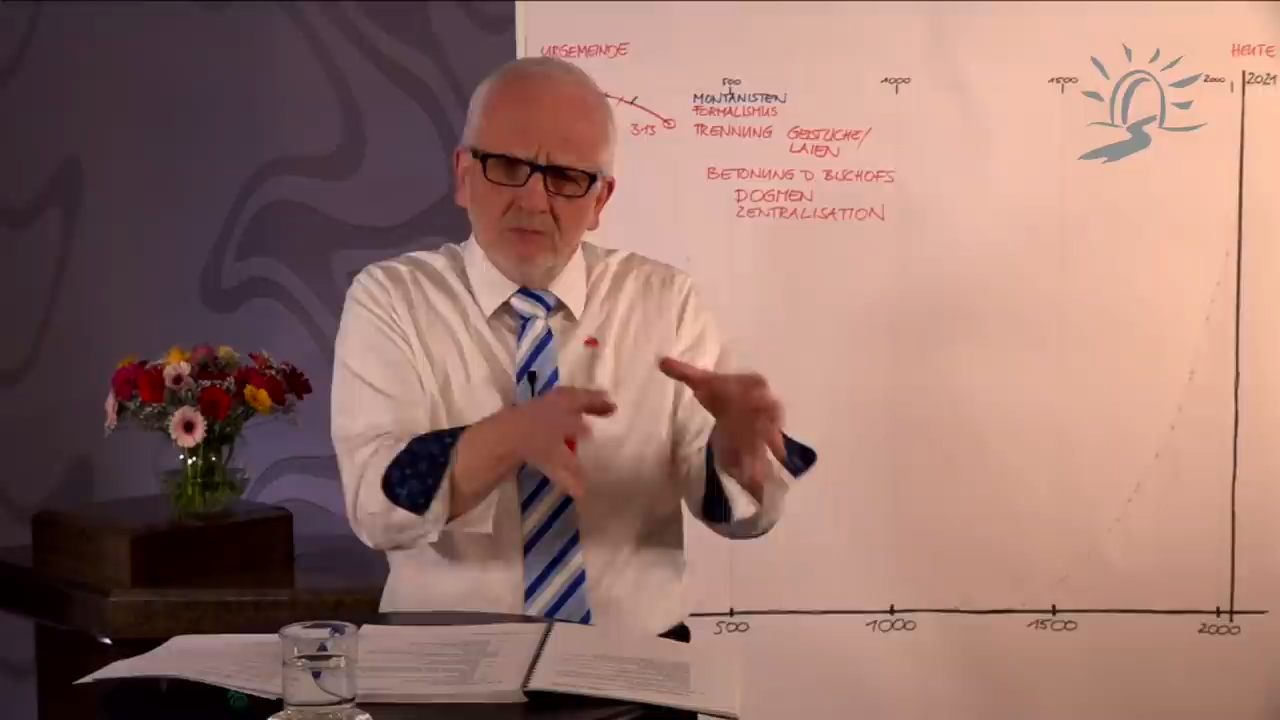 URGEMEINDE
HEUTE
500
1000
1500
2000
2021
MONTANISTEN
FORMALISMUS
313
TRENNUNG GEISTLICHE/
LAIEN
BETONUNG D. BISCHOFS
DOGMEN
ZENTRALISATION
500
1000
1500
2000